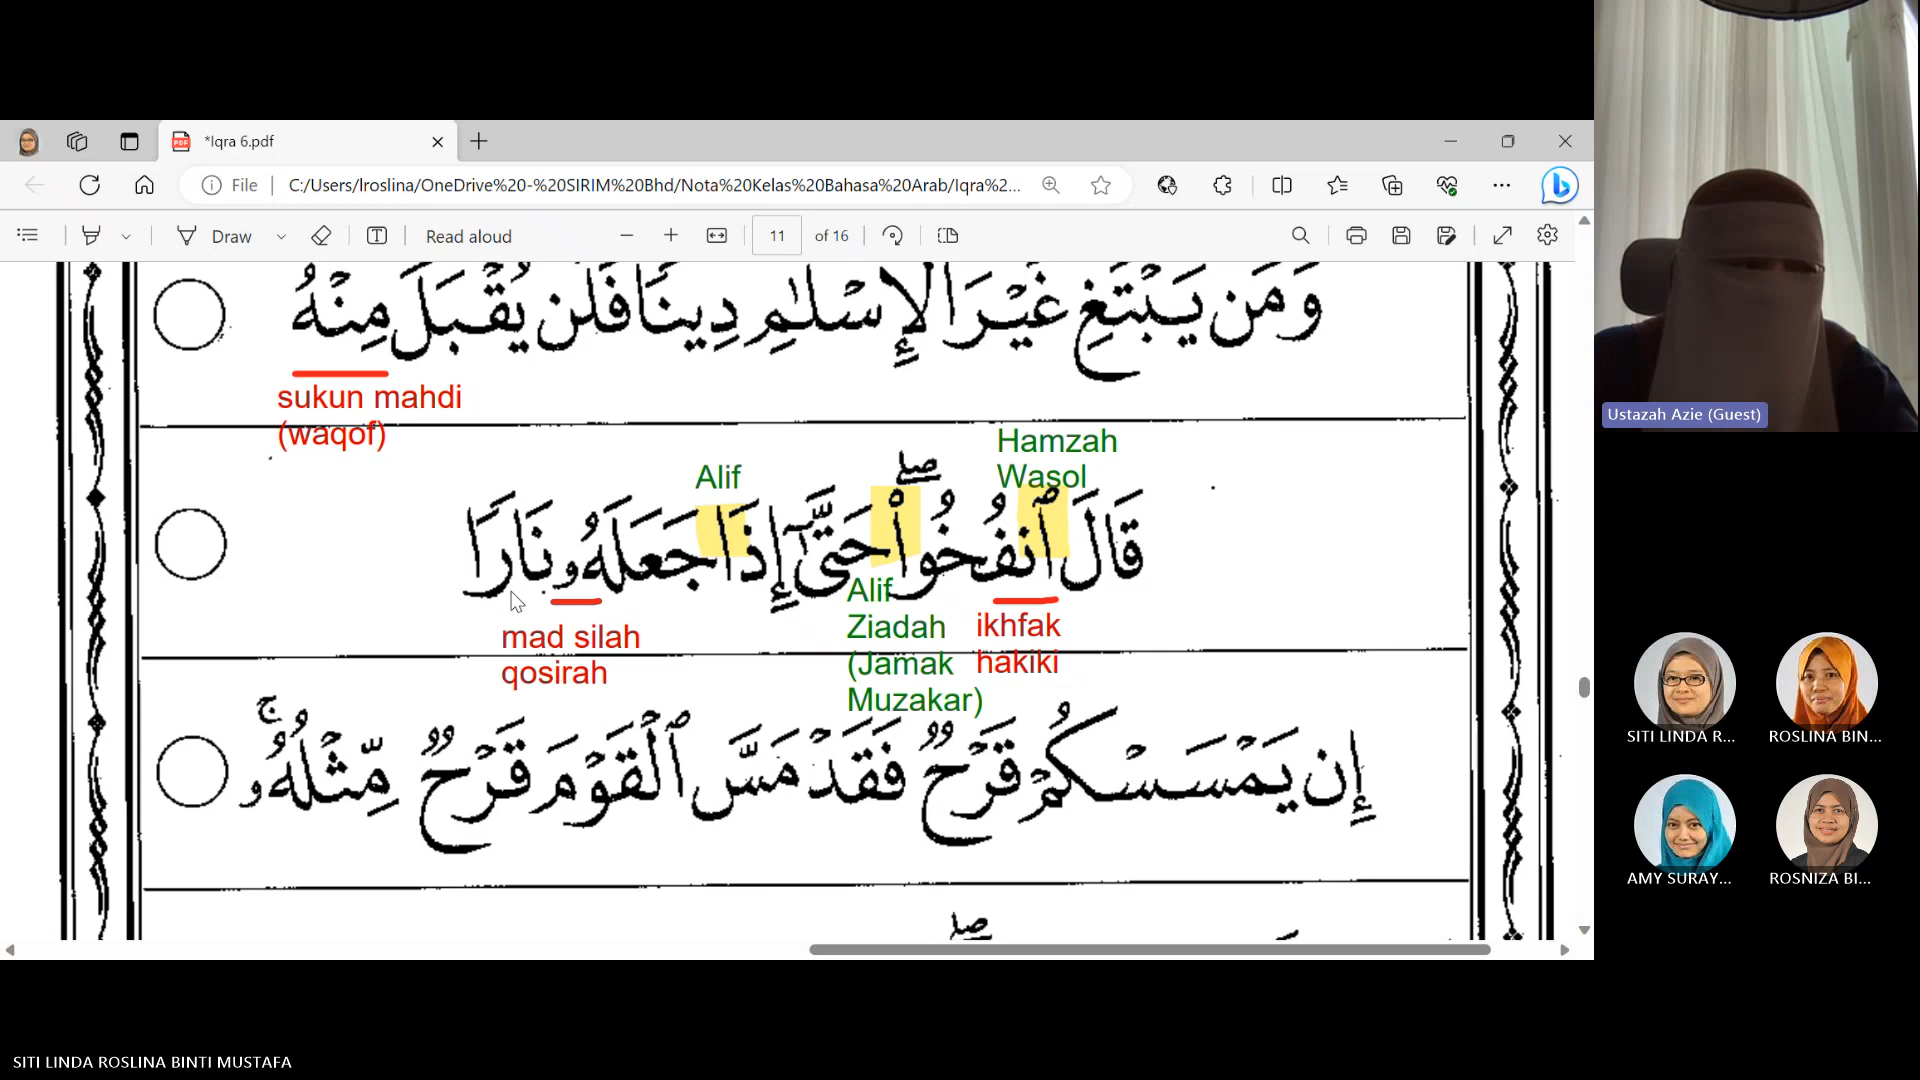 *Iqra 6.pdf
File
C:/Users/lroslina/OneDrive%20-%20SIRIM%20Bhd/Nota%20Kelas%20Bahasa%20Arab/Iqra%2...
Draw
Read aloud
11
of 16
وَمَن يَبْتَغِ غَيْرَ الْإِسْلَٰمِ دِينًا فَلَن يُقْبَلَ مِنْهُ
sukun mahdi
(waqof)
Alif
Hamzah
Wasol
قَالَ ٱنفُخُوا۟ ۖ حَتَّىٰٓ إِذَا جَعَلَهُۥ نَارًا
Alif
Ziadah
(Jamak
Muzakar)
ikhfak
hakiki
mad silah
qosirah
إِن يَمْسَسْكُمْ قَرْحٌ فَقَدْ مَسَّ ٱلْقَوْمَ قَرْحٌ مِّثْلُهُۥ ۚ
Ustazah Azie (Guest)
SITI LINDA R...
ROSLINA BIN...
AMY SURAY...
ROSNIZA BI...
SITI LINDA ROSLINA BINTI MUSTAFA